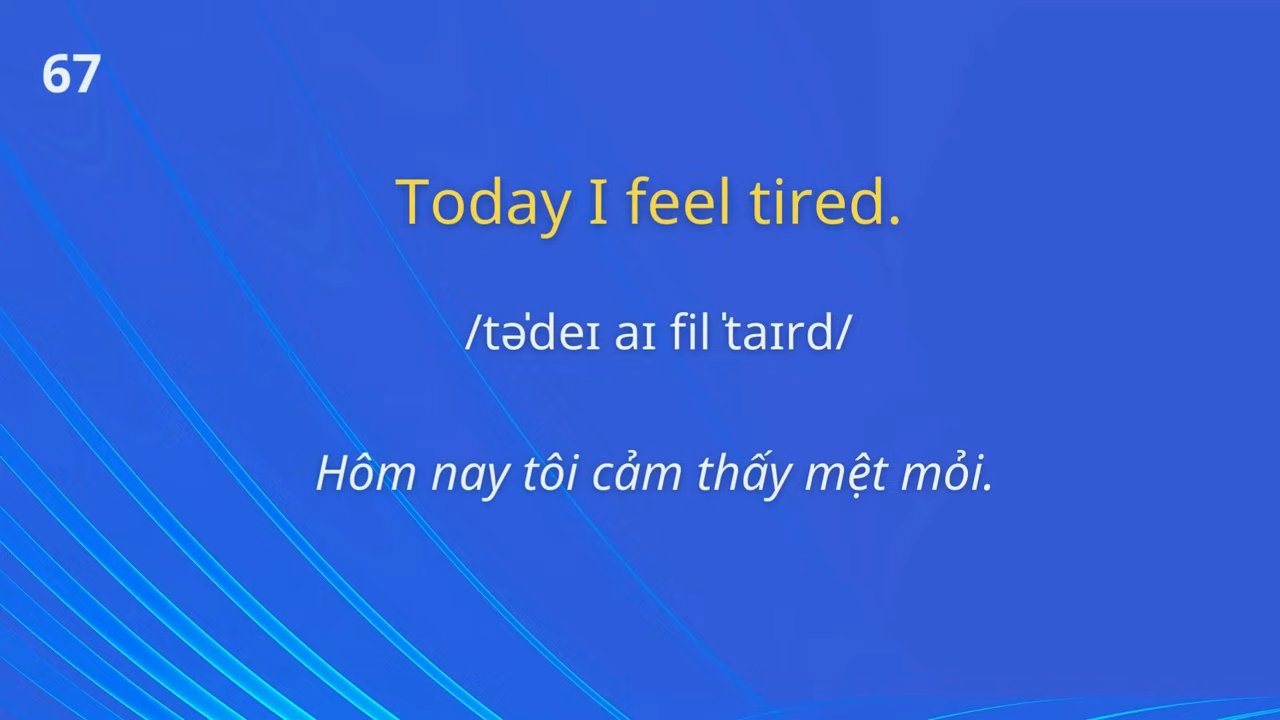 67
Today I feel tired.
/təˈdeɪ aɪ fil ˈtaɪrd/
Hôm nay tôi cảm thấy mệt mỏi.